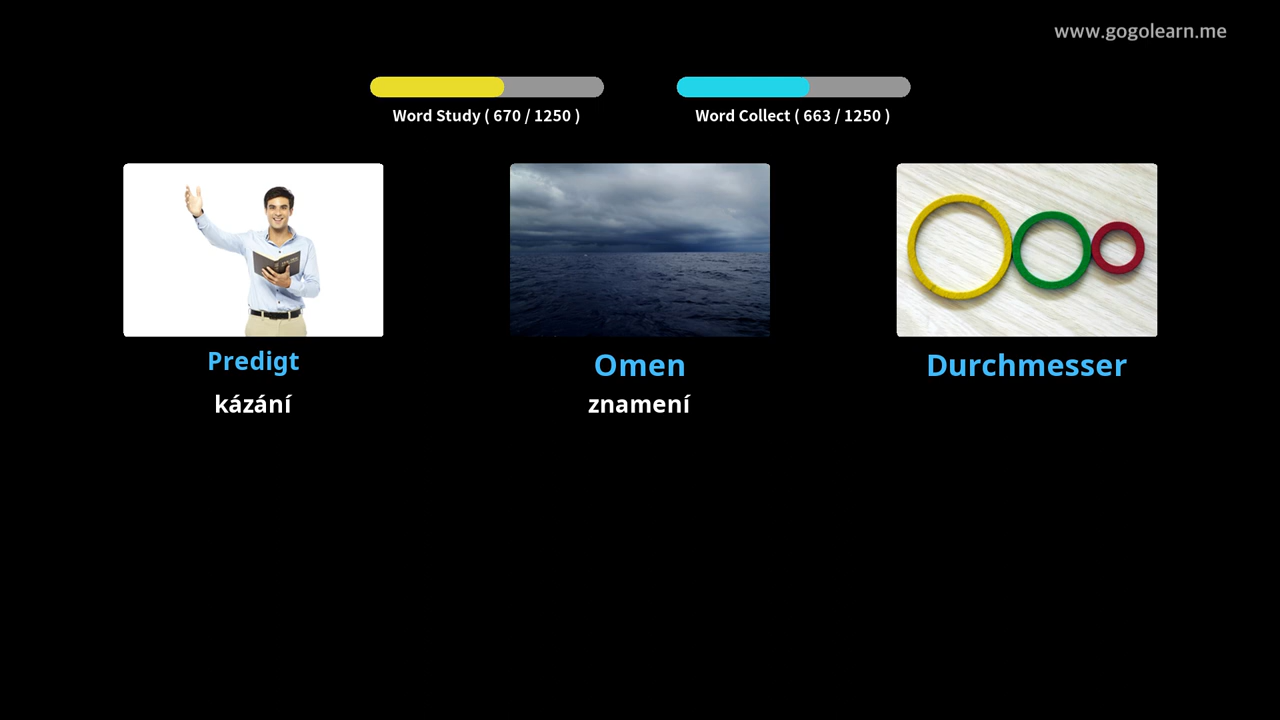 www.gogolearn.me
Word Study ( 670 / 1250 )
Word Collect ( 663 / 1250 )
Predigt
kázání
Omen
znamení
Durchmesser